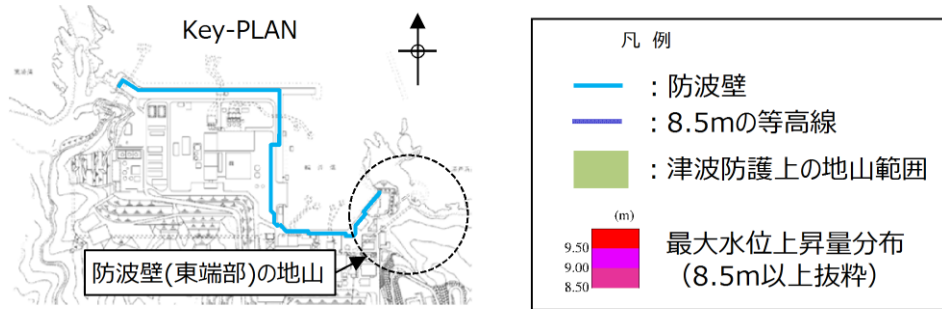 Key-PLAN
防波壁(東端部)の地山
凡 例
：防波壁
：8.5mの等高線
：津波防護上の地山範囲
(m)
9.50
9.00
8.50
最大水位上昇量分布
（8.5m以上抜粋）